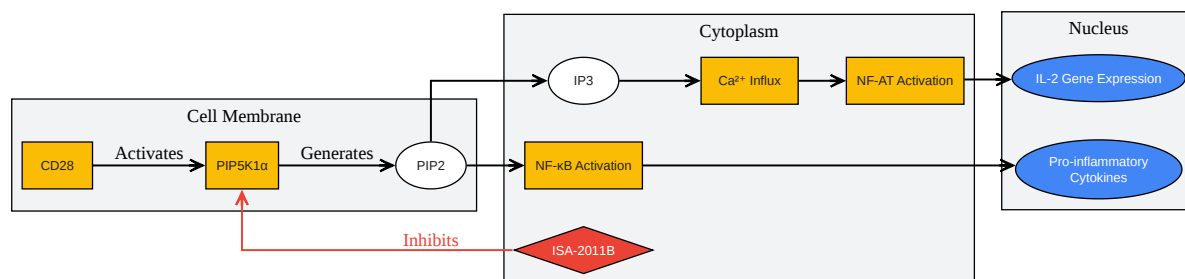 Cytoplasm
Nucleus
IP3
Ca²⁺ Influx
NF-AT Activation
IL-2 Gene Expression
Cell Membrane
CD28
Activates
PIP5K1α
Generates
PIP2
NF-κB Activation
Pro-inflammatory
Cytokines
Inhibits
ISA-2011B